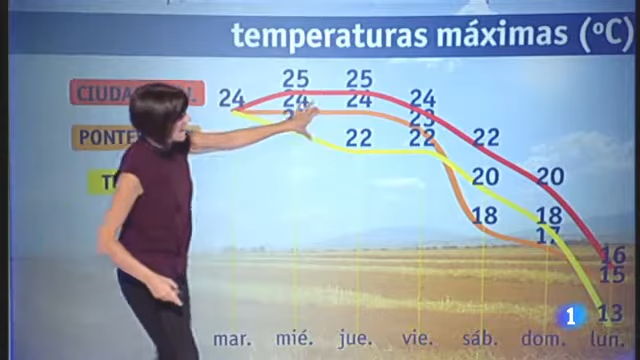 temperaturas máximas (ºC)
25 25
24 24 24 24
23
22 22 22
20 20
18 18
17
16
15
13
1
mar. mié. jue. vie. sáb. dom. lun.